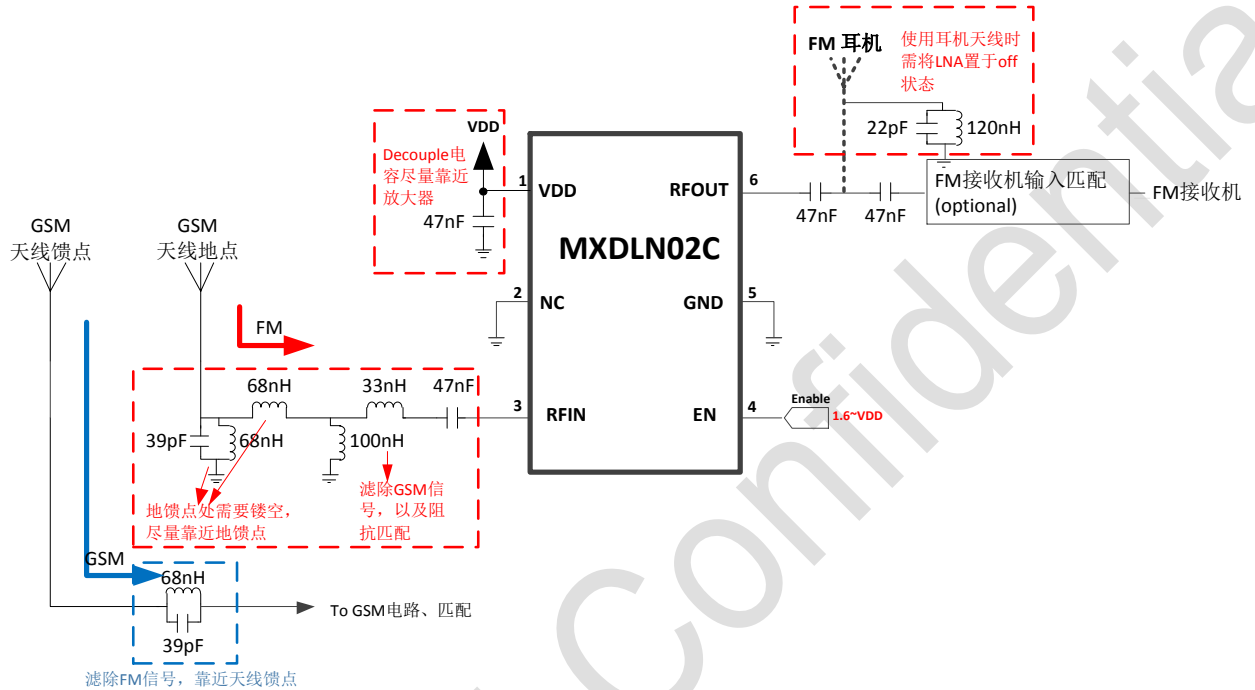 FM 耳机
使用耳机天线时
需将LNA置于off
状态
22pF
120nH
VDD
Decouple电
容尽量靠近
放大器
47nF
1
VDD
RFOUT
6
47nF
47nF
FM接收机输入匹配
(optional)
FM接收机
MXDLN02C
GSM
天线馈点
GSM
天线地点
2
NC
GND
5
FM
68nH
33nH
47nF
3
RFIN
EN
4
Enable
1.6~VDD
39pF
68nH
100nH
地馈点处需要镂空，
尽量靠近地馈点
滤除GSM信
号，以及阻
抗匹配
GSM
68nH
39pF
To GSM电路、匹配
滤除FM信号，靠近天线馈点
Confidentia